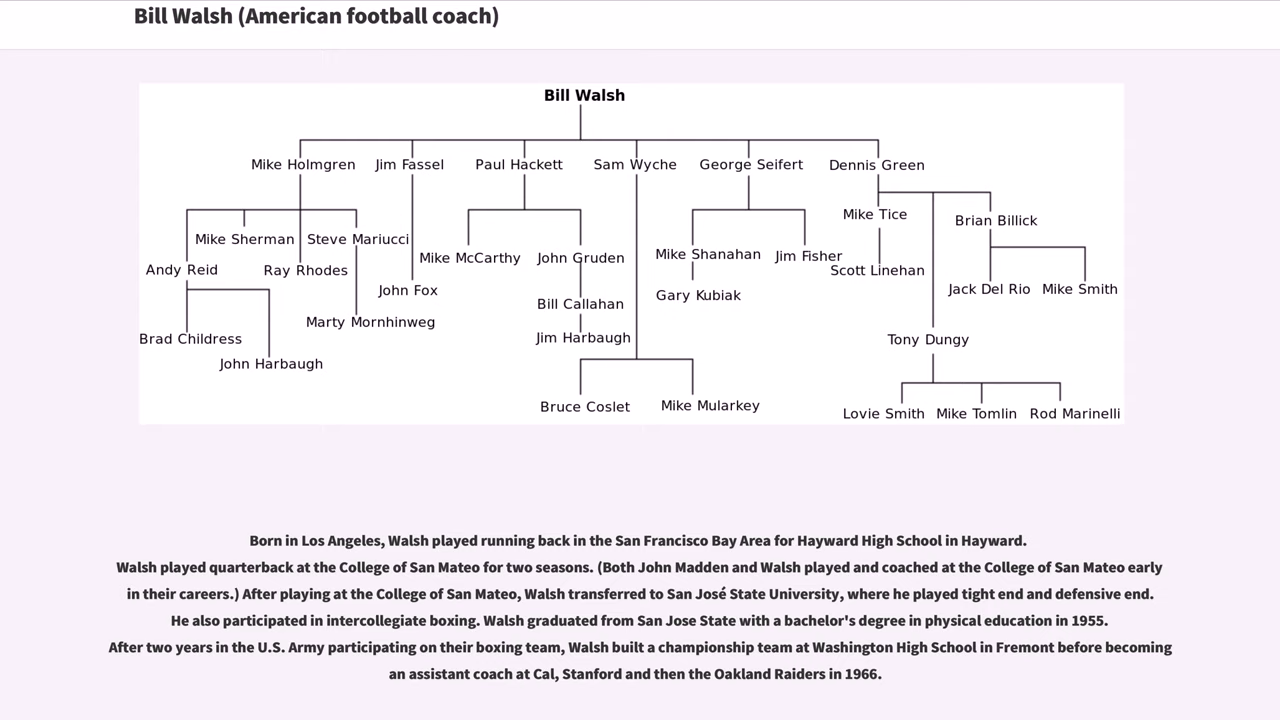 Bill Walsh (American football coach)
Bill Walsh
Mike Holmgren Jim Fassel Paul Hackett Sam Wyche George Seifert Dennis Green
Mike Tice Brian Billick
Mike Sherman Steve Mariucci
Mike McCarthy John Gruden Mike Shanahan Jim Fisher
Andy Reid Ray Rhodes Scott Linehan
John Fox Gary Kubiak Jack Del Rio Mike Smith
Bill Callahan
Marty Mornhinweg
Brad Childress Jim Harbaugh Tony Dungy
John Harbaugh
Bruce Coslet Mike Mularkey Lovie Smith Mike Tomlin Rod Marinelli
Born in Los Angeles, Walsh played running back in the San Francisco Bay Area for Hayward High School in Hayward.
Walsh played quarterback at the College of San Mateo for two seasons. (Both John Madden and Walsh played and coached at the College of San Mateo early
in their careers.) After playing at the College of San Mateo, Walsh transferred to San José State University, where he played tight end and defensive end.
He also participated in intercollegiate boxing. Walsh graduated from San Jose State with a bachelor's degree in physical education in 1955.
After two years in the U.S. Army participating on their boxing team, Walsh built a championship team at Washington High School in Fremont before becoming
an assistant coach at Cal, Stanford and then the Oakland Raiders in 1966.